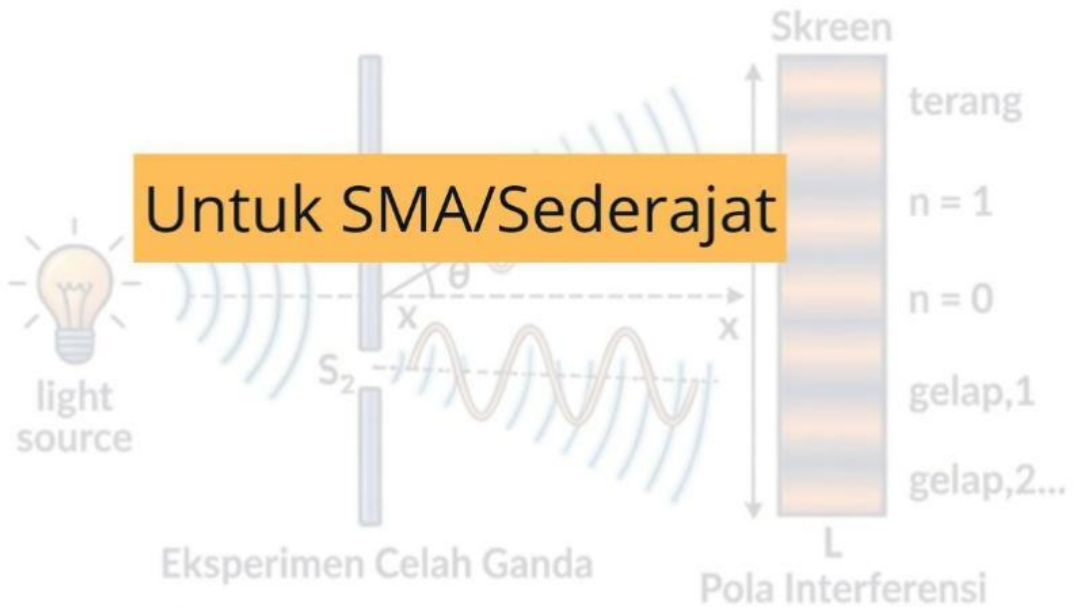 Skreen
terang
Untuk SMA/Sederajat
n = 1
θ
n = 0
x
x
S₂
light
source
gelap,1
gelap,2...
L
Eksperimen Celah Ganda
Pola Interferensi